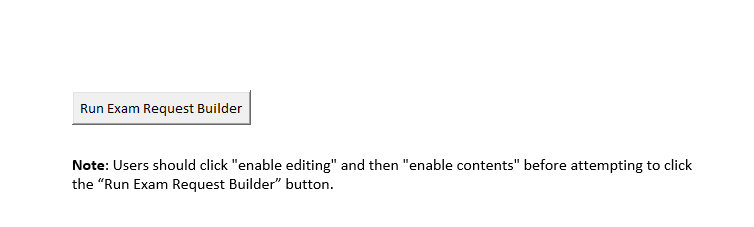 Run Exam Request Builder
Note: Users should click "enable editing" and then "enable contents" before attempting to click
the “Run Exam Request Builder” button.